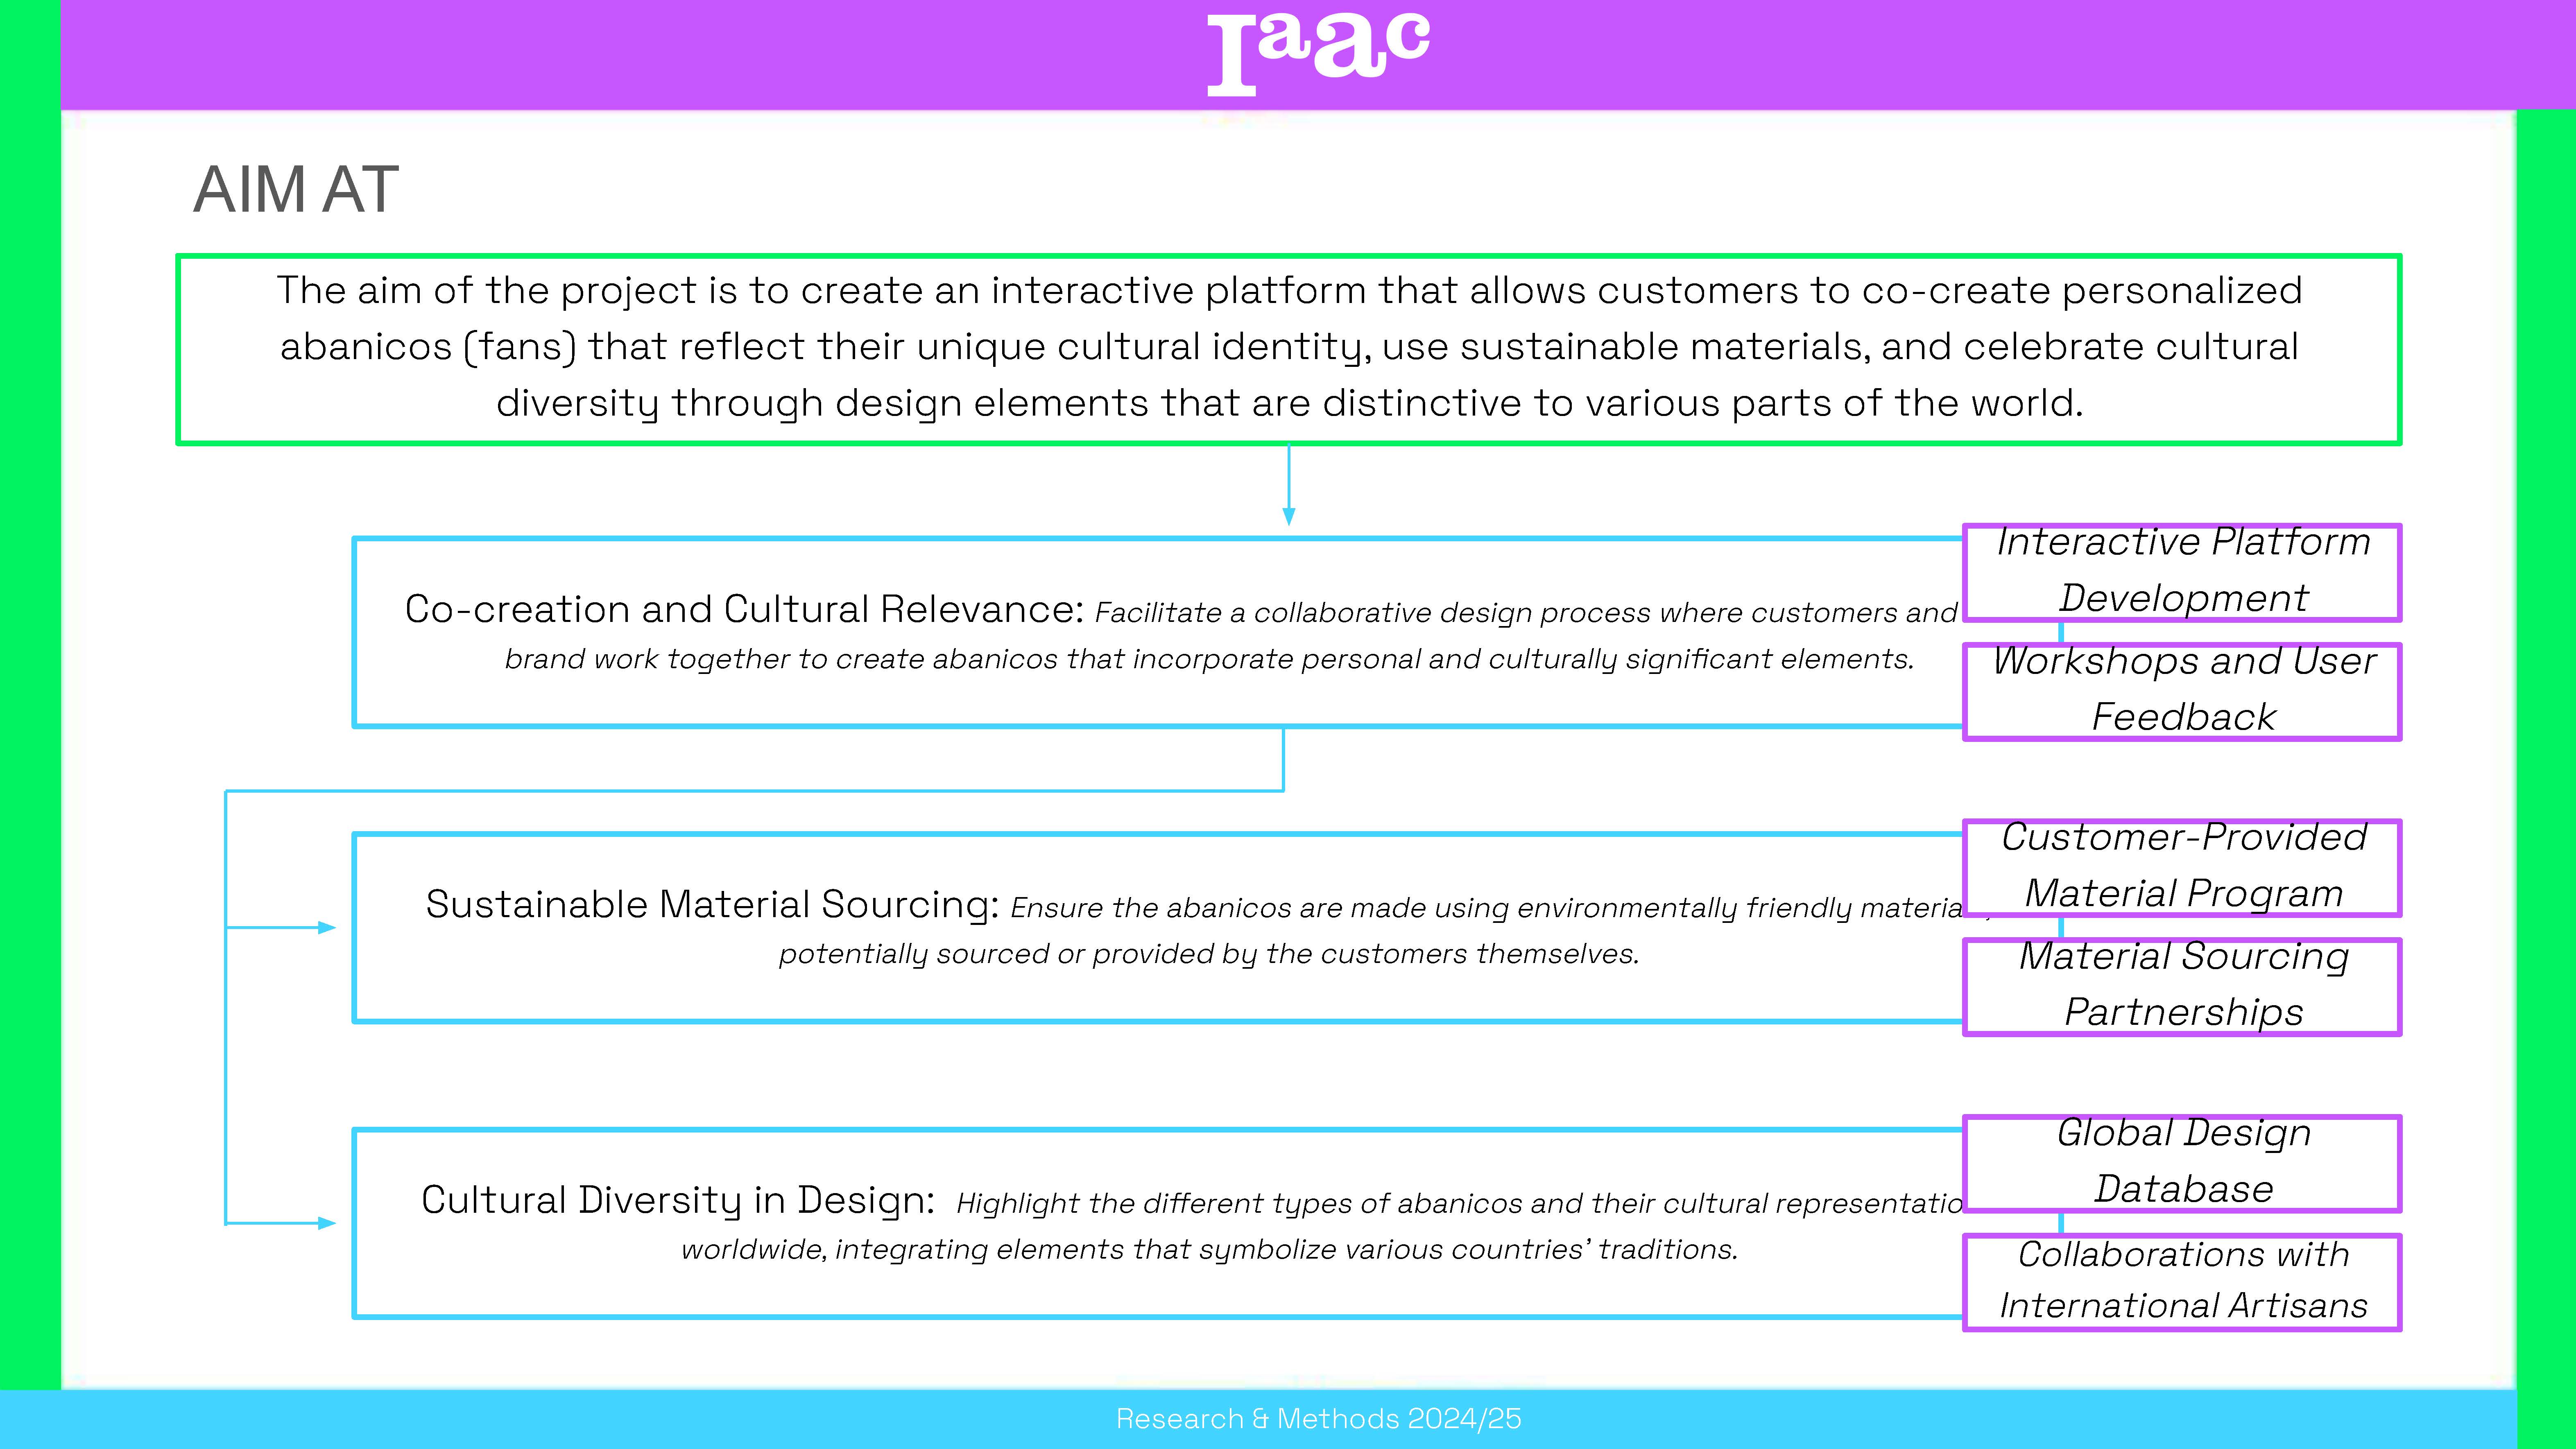 Iaac
AIM AT
The aim of the project is to create an interactive platform that allows customers to co-create personalized
abanicos (fans) that reflect their unique cultural identity, use sustainable materials, and celebrate cultural
diversity through design elements that are distinctive to various parts of the world.
Co-creation and Cultural Relevance: Facilitate a collaborative design process where customers and
brand work together to create abanicos that incorporate personal and culturally significant elements.
Interactive Platform
Development
Workshops and User
Feedback
Sustainable Material Sourcing: Ensure the abanicos are made using environmentally friendly
potentially sourced or provided by the customers themselves.
Customer-Provided
Material Program
Material Sourcing
Partnerships
Cultural Diversity in Design: Highlight the different types of abanicos and their cultural
worldwide, integrating elements that symbolize various countries’ traditions.
Global Design
Database
Collaborations with
International Artisans
Research & Methods 2024/25